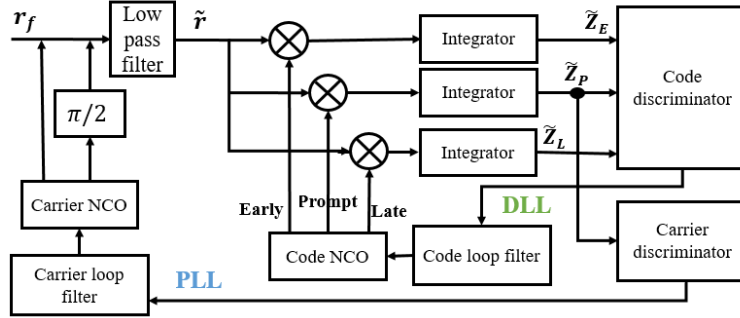 r_f
Low
pass
filter
r̃
Integrator
Z̃_E
Integrator
Z̃_P
Integrator
Z̃_L
Code
discriminator
π/2
Carrier NCO
Early
Prompt
Late
DLL
Code NCO
Code loop filter
Carrier
discriminator
Carrier loop
filter
PLL